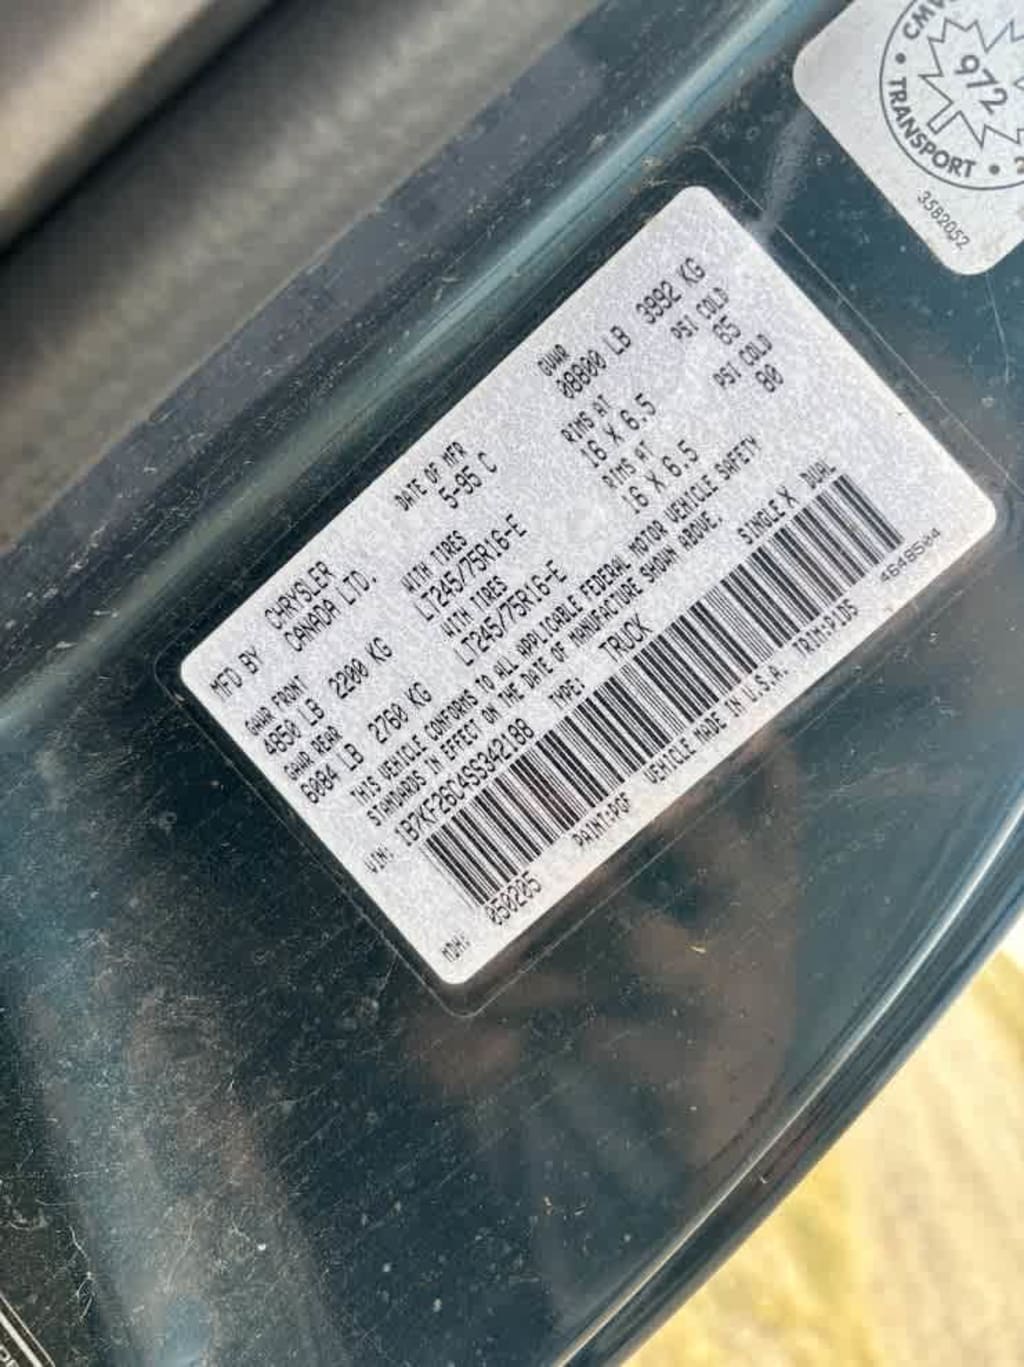 CMV
972
TRANSPORT
3582052
MFD BY CHRYSLER CANADA LTD. DATE OF MFR 5-95 C GVWR 08800 LB 3992 KG
GAWR FRONT WITH TIRES RIMS AT PSI COLD
4850 LB 2200 KG LT245/75R16-E 16 X 6.5 65
GAWR REAR WITH TIRES RIMS AT PSI COLD
6084 LB 2760 KG LT245/75R16-E 16 X 6.5 80
THIS VEHICLE CONFORMS TO ALL APPLICABLE FEDERAL MOTOR VEHICLE SAFETY
STANDARDS IN EFFECT ON THE DATE OF MANUFACTURE SHOWN ABOVE.
VIN: 1B7KF26C4SS342188 TYPE: TRUCK SINGLE X DUAL
MDH: 050205 PAINT:PGF VEHICLE MADE IN U.S.A. TRIM:P1DS 4648504